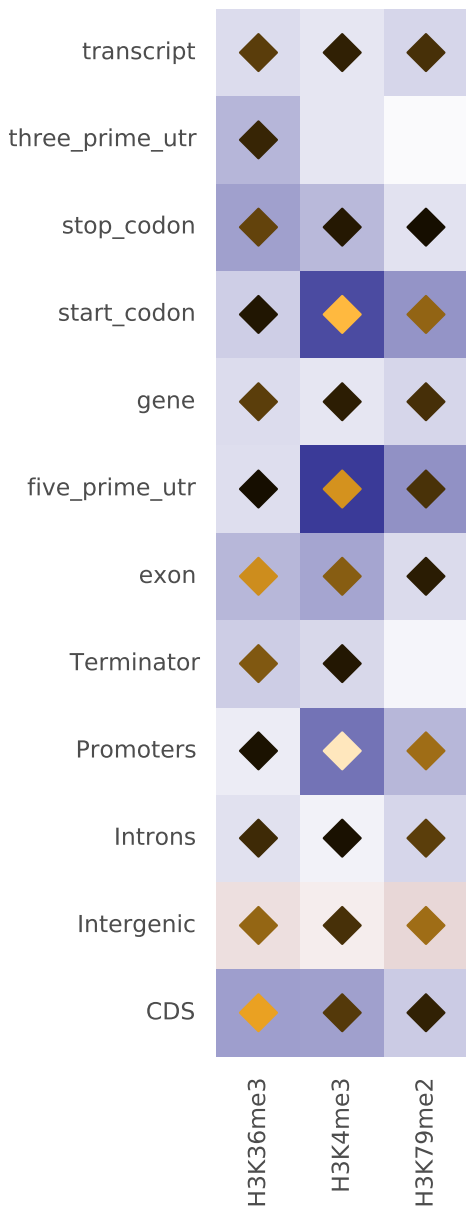 transcript
three_prime_utr
stop_codon
start_codon
gene
five_prime_utr
exon
Terminator
Promoters
Introns
Intergenic
CDS
H3K36me3
H3K4me3
H3K79me2